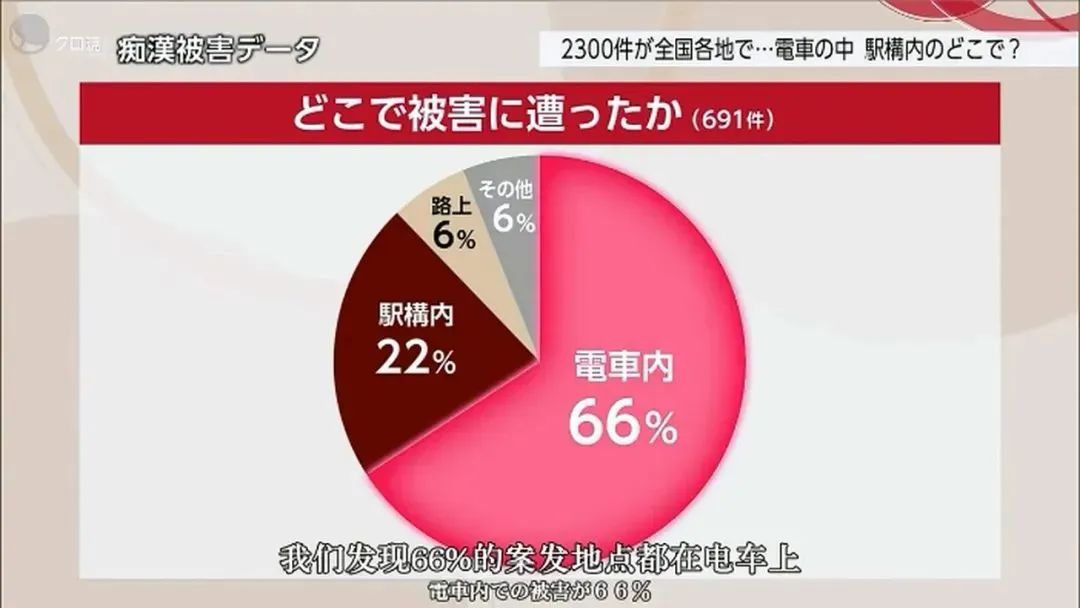 クロ現
痴漢被害データ
2300件が全国各地で…電車の中 駅構内のどこで？
どこで被害に遭ったか（691件）
その他
6%
路上
6%
駅構内
22%
電車内
66%
我们发现66%的案发地点都在电车上
電車内での被害が６６％